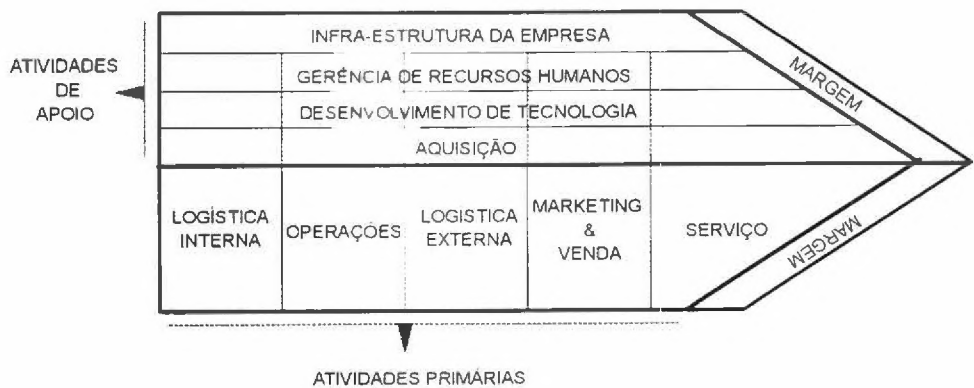 INFRA-ESTRUTURA DA EMPRESA
ATIVIDADES
DE
APOIO
GERÊNCIA DE RECURSOS HUMANOS
DESENVOLVIMENTO DE TECNOLOGIA
AQUISIÇÃO
MARGEM
LOGÍSTICA
INTERNA
OPERAÇÕES
LOGISTICA
EXTERNA
MARKETING
&
VENDA
SERVIÇO
MARGEM
ATIVIDADES PRIMÁRIAS